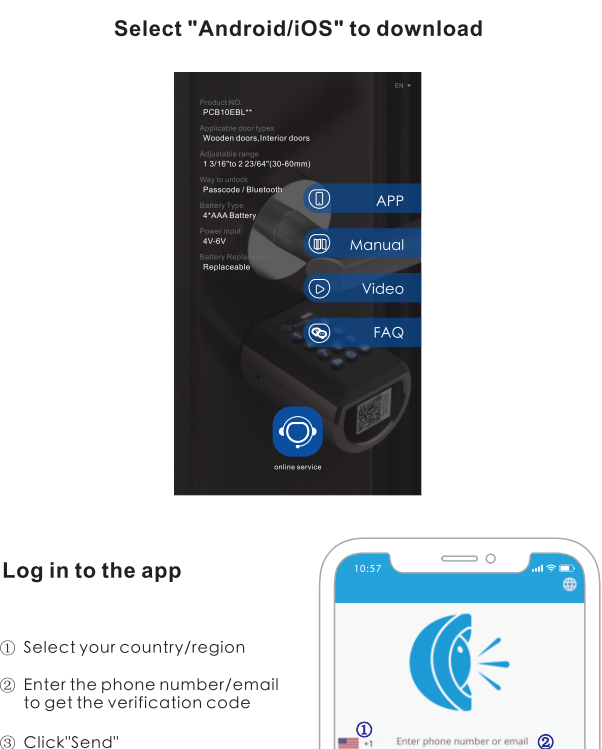 Select "Android/iOS" to download
EN
Product NO.
PCB10EBL**
Applicable door types
Wooden doors,Interior doors
Adjustable range
1 3/16"to 2 23/64"(30-60mm)
Way to unlock
Passcode / Bluetooth
Battery Type
4*AAA Battery
Power input
4V-6V
Battery Replacement
Replaceable
APP
Manual
Video
FAQ
online service
Log in to the app
① Select your country/region
② Enter the phone number/email
to get the verification code
③ Click"Send"
10:57
①
+1
Enter phone number or email ②